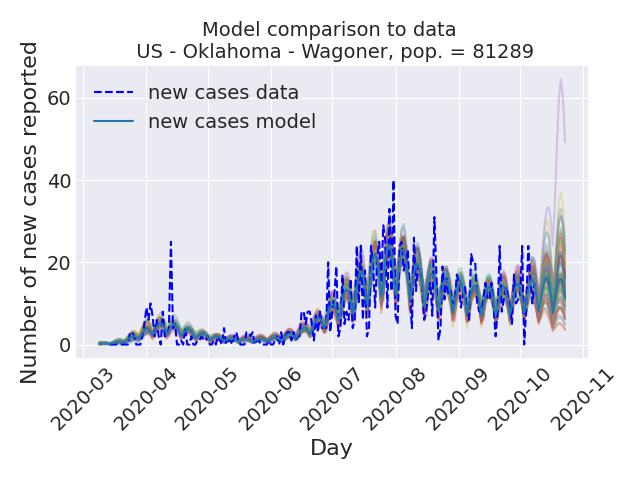 Model comparison to data
US - Oklahoma - Wagoner, pop. = 81289
Number of new cases reported
60
40
20
0
new cases data
new cases model
2020-03
2020-04
2020-05
2020-06
2020-07
2020-08
2020-09
2020-10
2020-11
Day